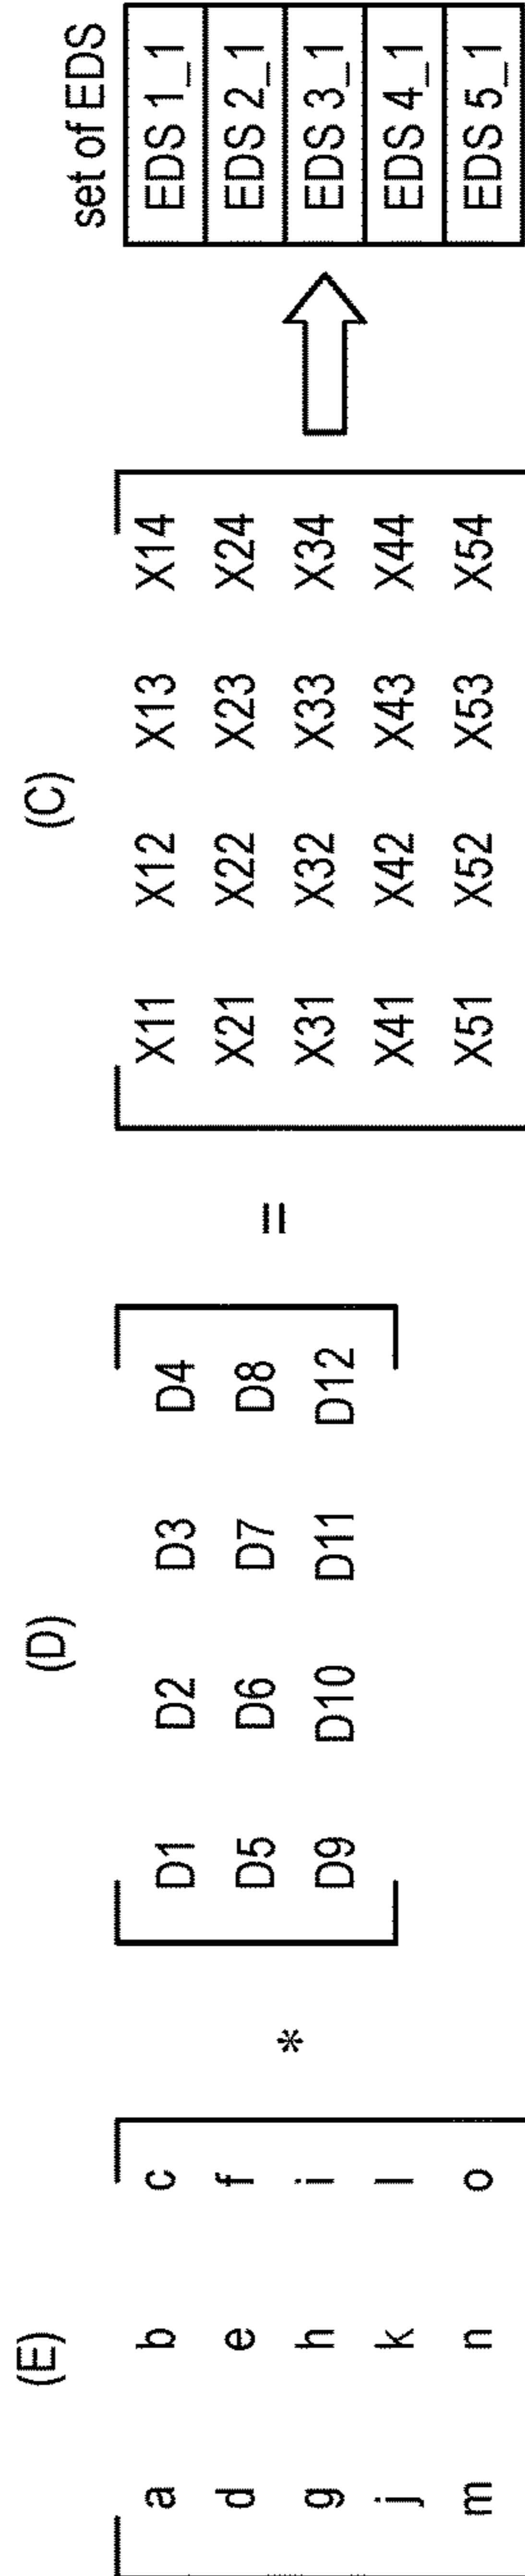 (E) (D) (C) set of EDS
a b c D1 D2 D3 D4 X11 X12 X13 X14 EDS 1_1
d e f D5 D6 D7 D8 X21 X22 X23 X24 EDS 2_1
g h i * D9 D10 D11 D12 = X31 X32 X33 X34 EDS 3_1
j k l X41 X42 X43 X44 EDS 4_1
m n o X51 X52 X53 X54 EDS 5_1